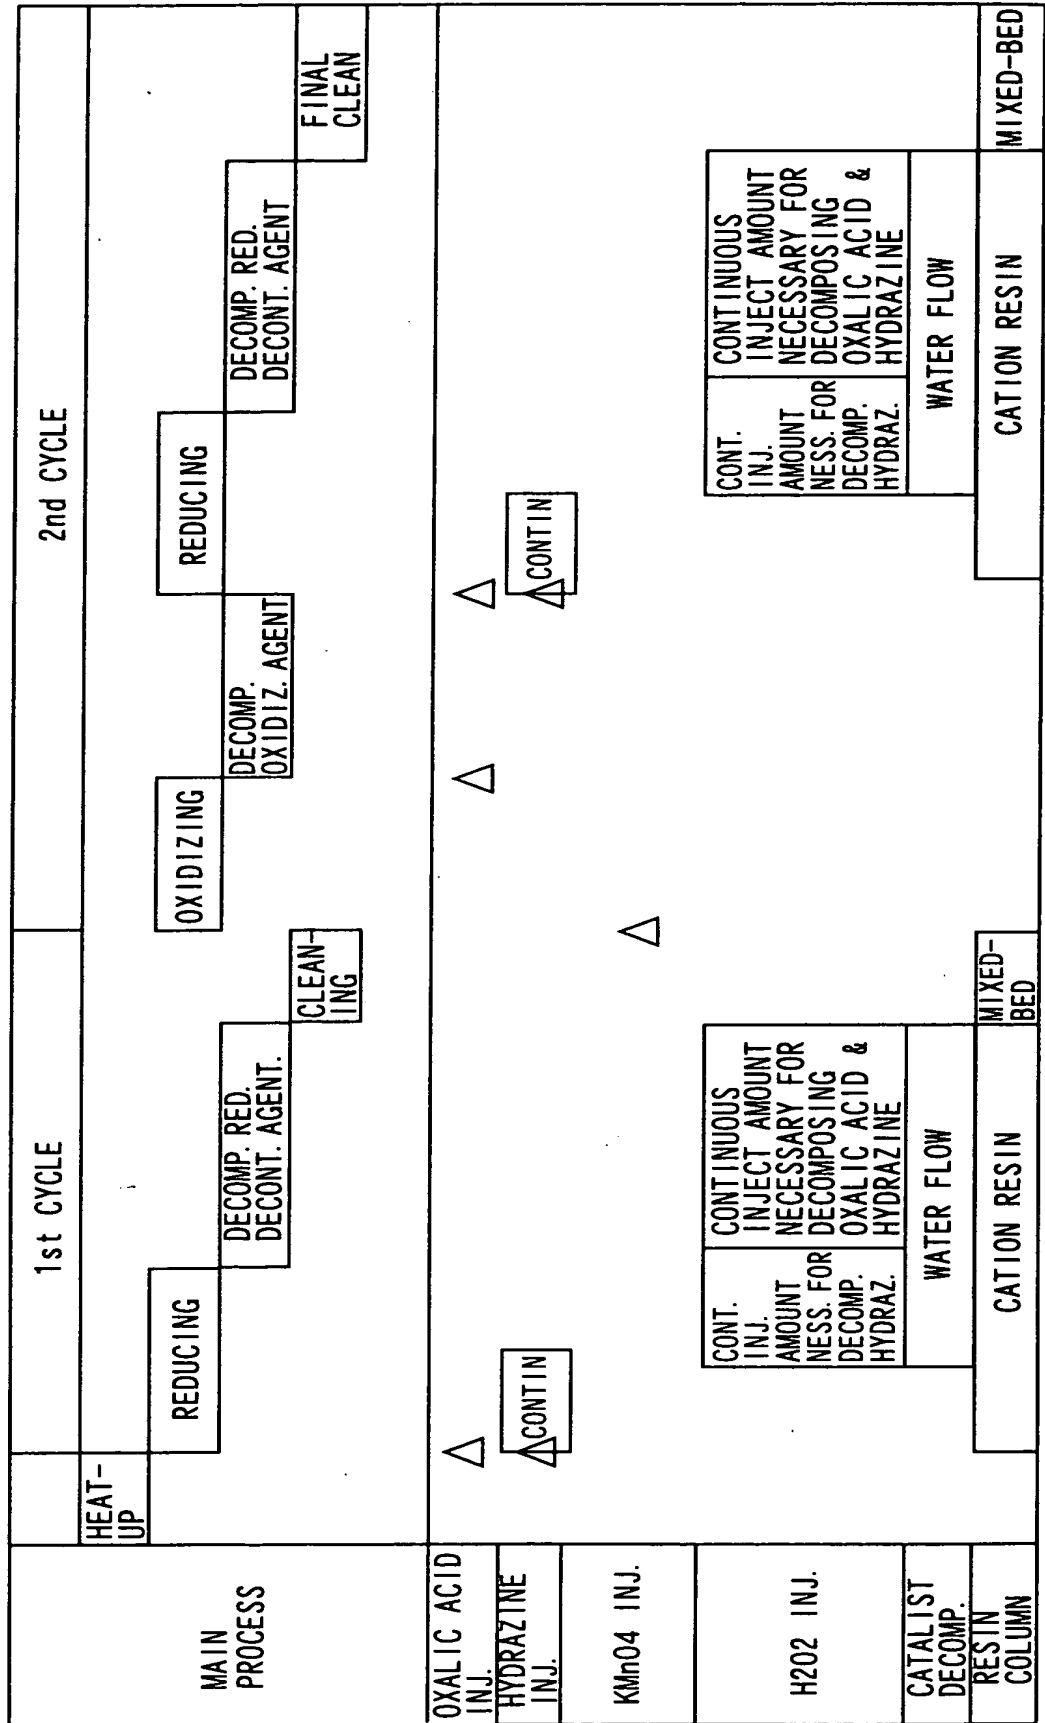 1st CYCLE
2nd CYCLE
MAIN
PROCESS
HEAT-
UP
REDUCING
DECOMP. RED.
DECONT. AGENT.
CLEAN-
ING
OXIDIZING
DECOMP.
OXIDIZ. AGENT
REDUCING
DECOMP. RED.
DECONT. AGENT
FINAL
CLEAN
OXALIC ACID
INJ.
HYDRAZINE
INJ.
CONTIN
CONTIN
KMnO4 INJ.
H2O2 INJ.
CONT.
INJ.
AMOUNT
NESS. FOR
DECOMP.
HYDRAZ.
CONTINUOUS
INJECT AMOUNT
NECESSARY FOR
DECOMPOSING
OXALIC ACID &
HYDRAZINE
CONT.
INJ.
AMOUNT
NESS. FOR
DECOMP.
HYDRAZ.
CONTINUOUS
INJECT AMOUNT
NECESSARY FOR
DECOMPOSING
OXALIC ACID &
HYDRAZINE
CATALIST
DECOMP.
WATER FLOW
WATER FLOW
RESIN
COLUMN
CATION RESIN
MIXED-
BED
CATION RESIN
MIXED-BED